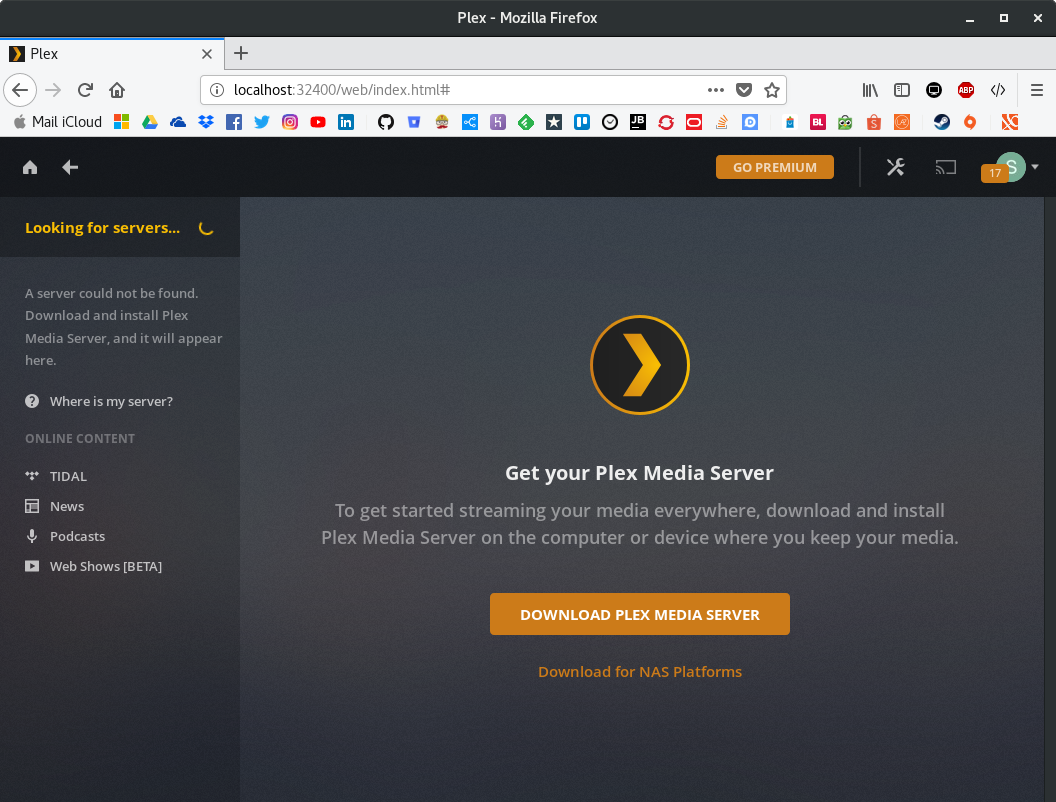 Plex - Mozilla Firefox
Plex
localhost:32400/web/index.html#
ABP
Mail iCloud
JB
BL
GO PREMIUM
17
S
Looking for servers...
A server could not be found.
Download and install Plex
Media Server, and it will appear
here.
Where is my server?
ONLINE CONTENT
TIDAL
News
Podcasts
Web Shows [BETA]
Get your Plex Media Server
To get started streaming your media everywhere, download and install
Plex Media Server on the computer or device where you keep your media.
DOWNLOAD PLEX MEDIA SERVER
Download for NAS Platforms